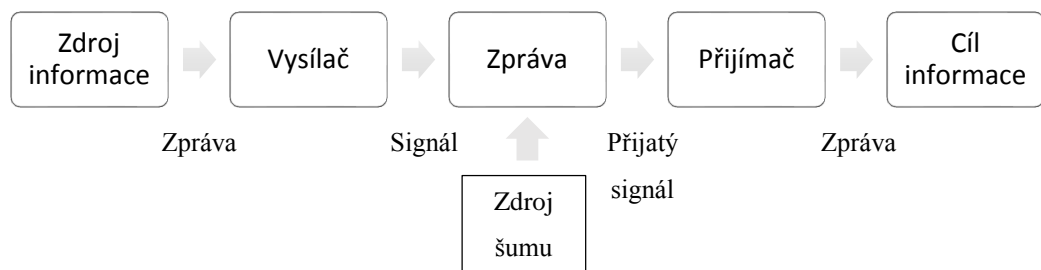 Zdroj
informace
Vysílač
Zpráva
Přijímač
Cíl
informace
Zpráva
Signál
Přijatý
signál
Zpráva
Zdroj
šumu